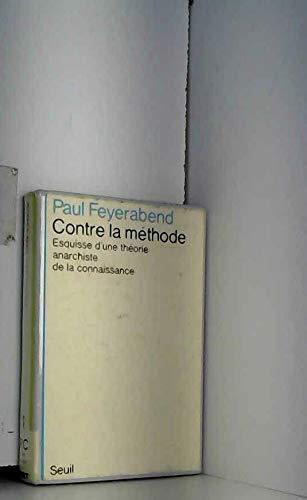 Paul Feyerabend
Contre la méthode
Esquisse d'une théorie
anarchiste
de la connaissance
Seuil